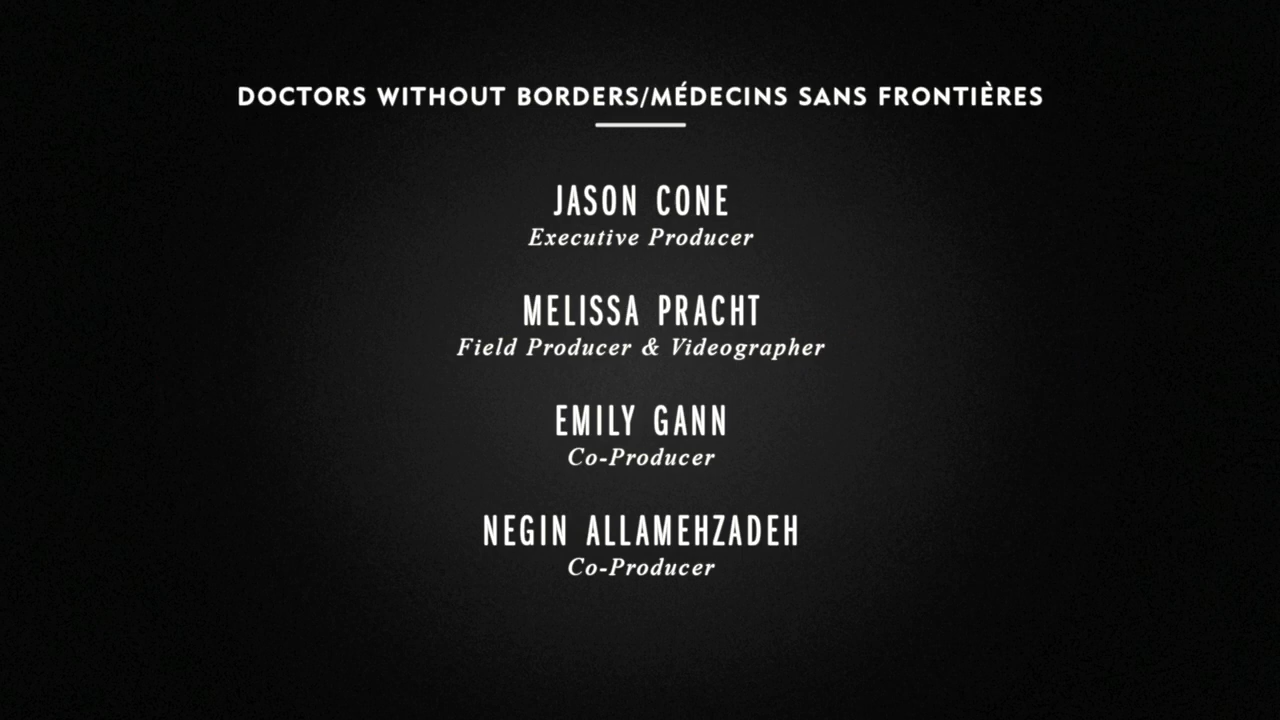 DOCTORS WITHOUT BORDERS/MÉDECINS SANS FRONTIÈRES
JASON CONE
Executive Producer
MELISSA PRACHT
Field Producer & Videographer
EMILY GANN
Co-Producer
NEGIN ALLAMEHZADEH
Co-Producer